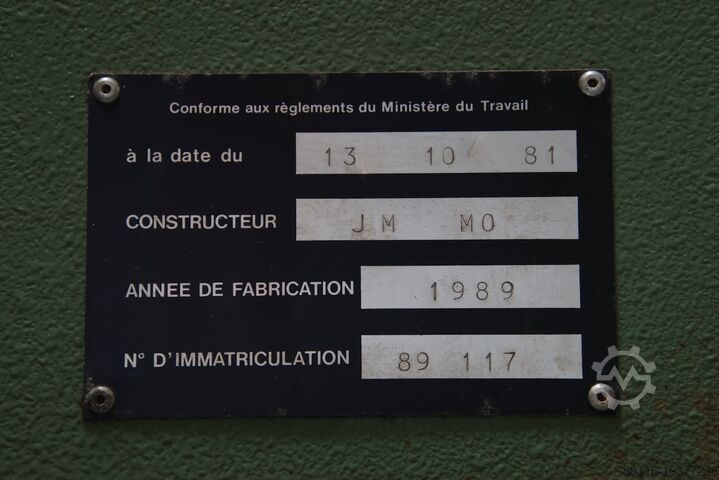 Conforme aux règlements du Ministère du Travail
à la date du 13 10 81
CONSTRUCTEUR JM MO
ANNEE DE FABRICATION 1989
N° D'IMMATRICULATION 89 117